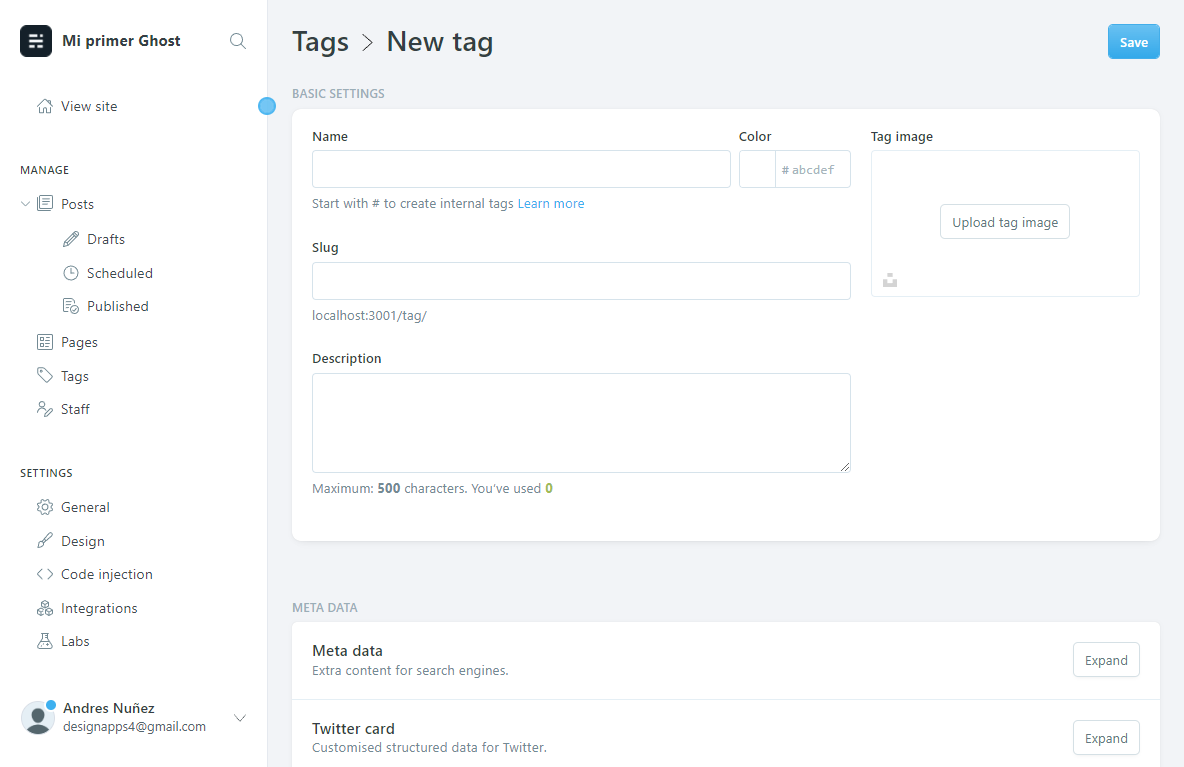 Mi primer Ghost
View site
MANAGE
Posts
Drafts
Scheduled
Published
Pages
Tags
Staff
SETTINGS
General
Design
Code injection
Integrations
Labs
Andres Nuñez
designapps4@gmail.com
Tags > New tag
Save
BASIC SETTINGS
Name
Start with # to create internal tags Learn more
Color
# abcdef
Tag image
Upload tag image
Slug
localhost:3001/tag/
Description
Maximum: 500 characters. You’ve used 0
META DATA
Meta data
Extra content for search engines.
Expand
Twitter card
Customised structured data for Twitter.
Expand